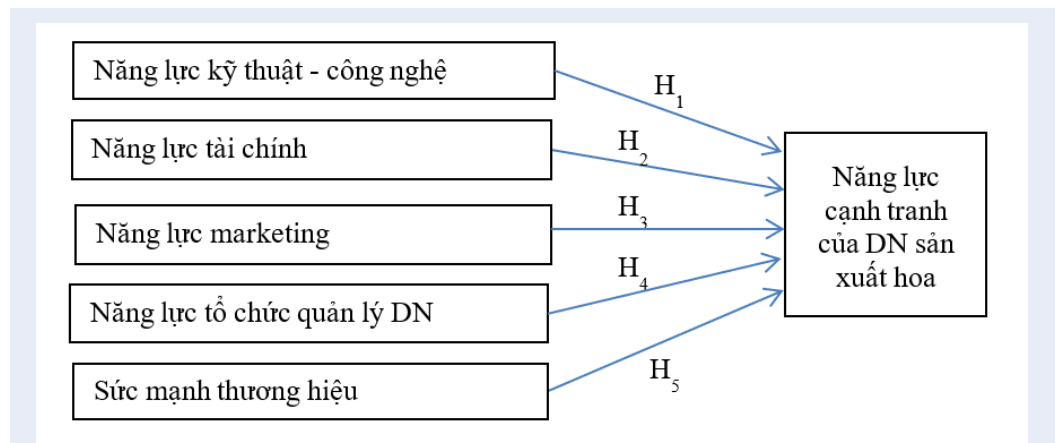 Năng lực kỹ thuật - công nghệ
H1
Năng lực tài chính
H2
Năng lực marketing
H3
Năng lực tổ chức quản lý DN
H4
Sức mạnh thương hiệu
H5
Năng lực
cạnh tranh
của DN sản
xuất hoa